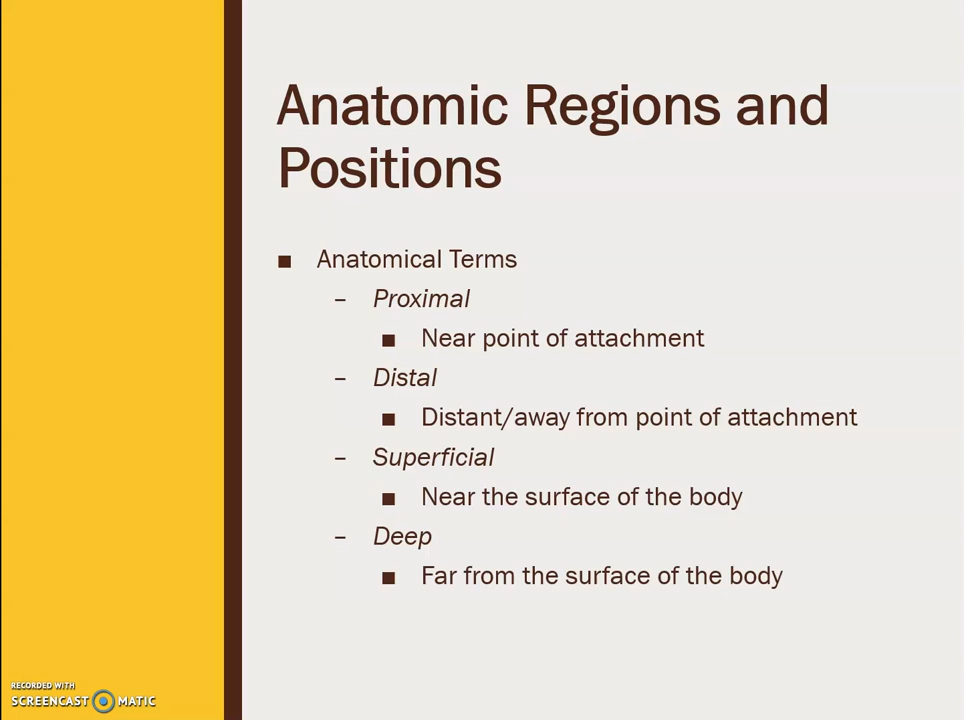 Anatomic Regions and
Positions
■ Anatomical Terms
– Proximal
■ Near point of attachment
– Distal
■ Distant/away from point of attachment
– Superficial
■ Near the surface of the body
– Deep
■ Far from the surface of the body
RECORDED WITH
SCREENCAST MATIC